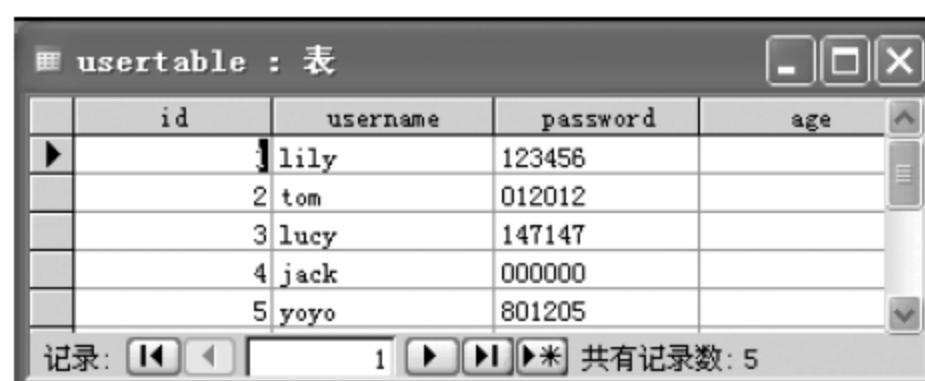 usertable : 表
id username password age
1 lily 123456
2 tom 012012
3 lucy 147147
4 jack 000000
5 yoyo 801205
记录: 1 共有记录数: 5